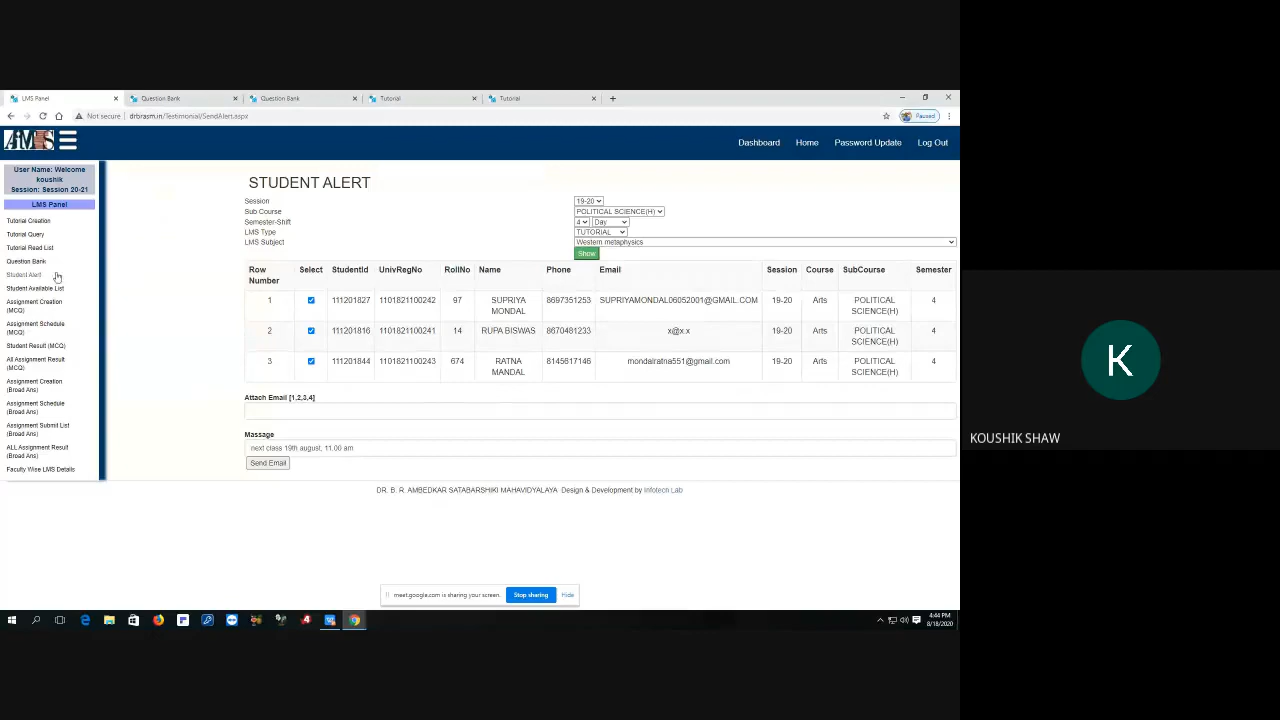 LMS Panel
Question Bank
Question Bank
Tutorial
Tutorial
Not secure | drbrasm.in/Testimonial/SendAlert.aspx
Paused
AIMS
Dashboard Home Password Update Log Out
User Name: Welcome
koushik
Session: Session 20-21
LMS Panel
Tutorial Creation
Tutorial Query
Tutorial Read List
Question Bank
Student Alert
Student Available List
Assignment Creation
(MCQ)
Assignment Schedule
(MCQ)
Student Result (MCQ)
All Assignment Result
(MCQ)
Assignment Creation
(Broad Ans)
Assignment Schedule
(Broad Ans)
Assignment Submit List
(Broad Ans)
ALL Assignment Result
(Broad Ans)
Faculty Wise LMS Details
STUDENT ALERT
Session 19-20
Sub Course POLITICAL SCIENCE(H)
Semester-Shift 4 Day
LMS Type TUTORIAL
LMS Subject Western metaphysics
Show
Row Number Select StudentId UnivRegNo RollNo Name Phone Email Session Course SubCourse Semester
1 111201827 1101821100242 97 SUPRIYA MONDAL 8697351253 SUPRIYAMONDAL06052001@GMAIL.COM 19-20 Arts POLITICAL SCIENCE(H) 4
2 111201816 1101821100241 14 RUPA BISWAS 8670481233 x@x.x 19-20 Arts POLITICAL SCIENCE(H) 4
3 111201844 1101821100243 674 RATNA MANDAL 8145617146 mondalratna551@gmail.com 19-20 Arts POLITICAL SCIENCE(H) 4
Attach Email [1,2,3,4]
Massage
next class 19th august, 11.00 am
Send Email
DR. B. R. AMBEDKAR SATABARSHIKI MAHAVIDYALAYA Design & Development by Infotech Lab
meet.google.com is sharing your screen.
Stop sharing
Hide
4:44 PM
8/18/2020
K
KOUSHIK SHAW